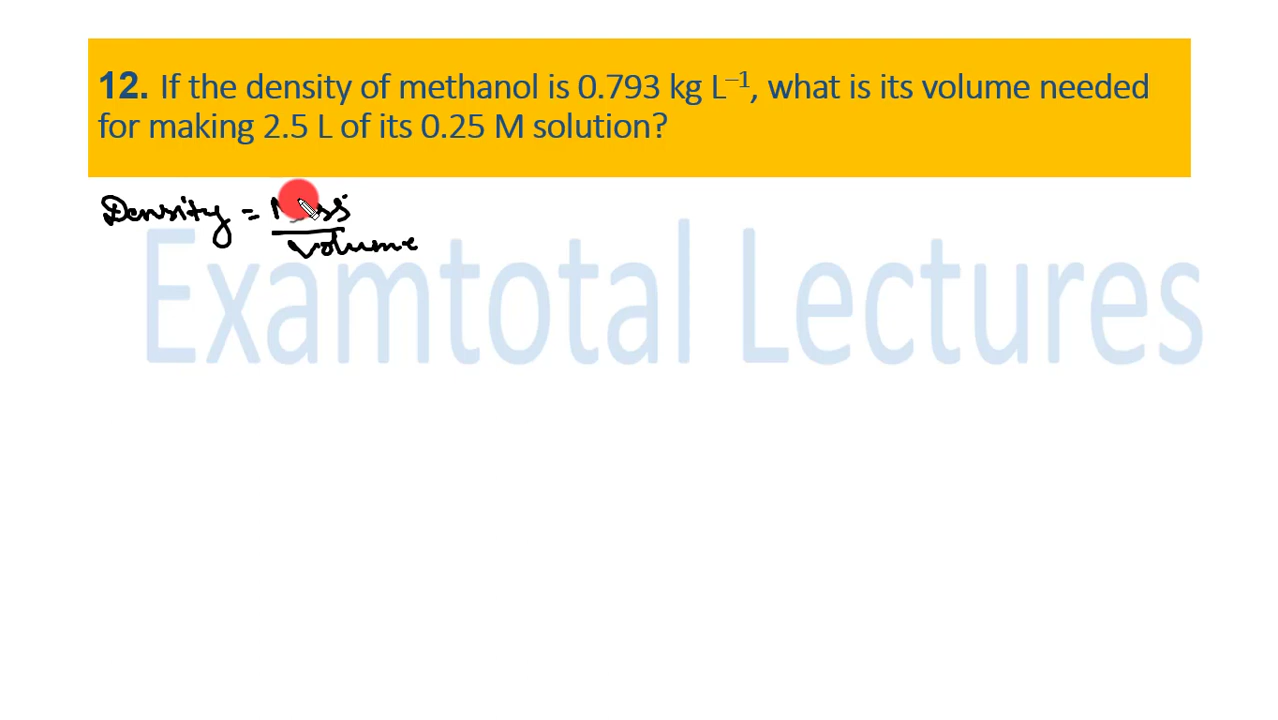 12. If the density of methanol is 0.793 kg L⁻¹, what is its volume needed
for making 2.5 L of its 0.25 M solution?
Density = Mass
Volume
Examtotal Lectures